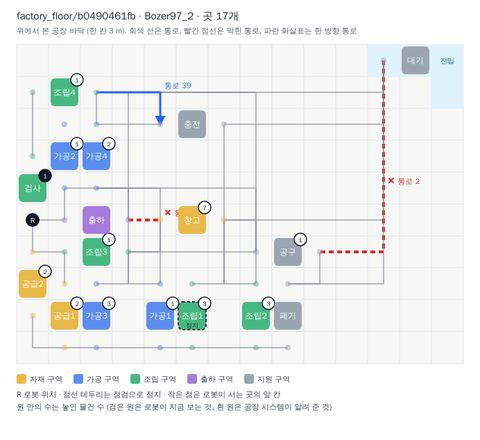 factory_floor/b0490461fb · Bozer97_2 · 곳 17개
위에서 본 공장 바닥 (한 칸 3 m). 회색 선은 통로, 빨간 점선은 막힌 통로, 파란 화살표는 한 방향 통로
대기
전립
조립4
1
통로 39
충전
가공2
1
가공4
2
검사
1
× 통로 2
R
출하
×
창고
7
조립3
1
공구
1
공급2
2
공급1
2
가공3
3
가공1
1
조립1
3
정지
조립2
3
폐기
자재 구역
가공 구역
조립 구역
출하 구역
지원 구역
R 로봇 위치 · 점선 테두리는 점검으로 정지 · 작은 점은 로봇이 서는 곳의 앞 칸
원 안의 수는 놓인 물건 수 (검은 원은 로봇이 지금 보는 것, 흰 원은 공장 시스템이 알려 준 것)